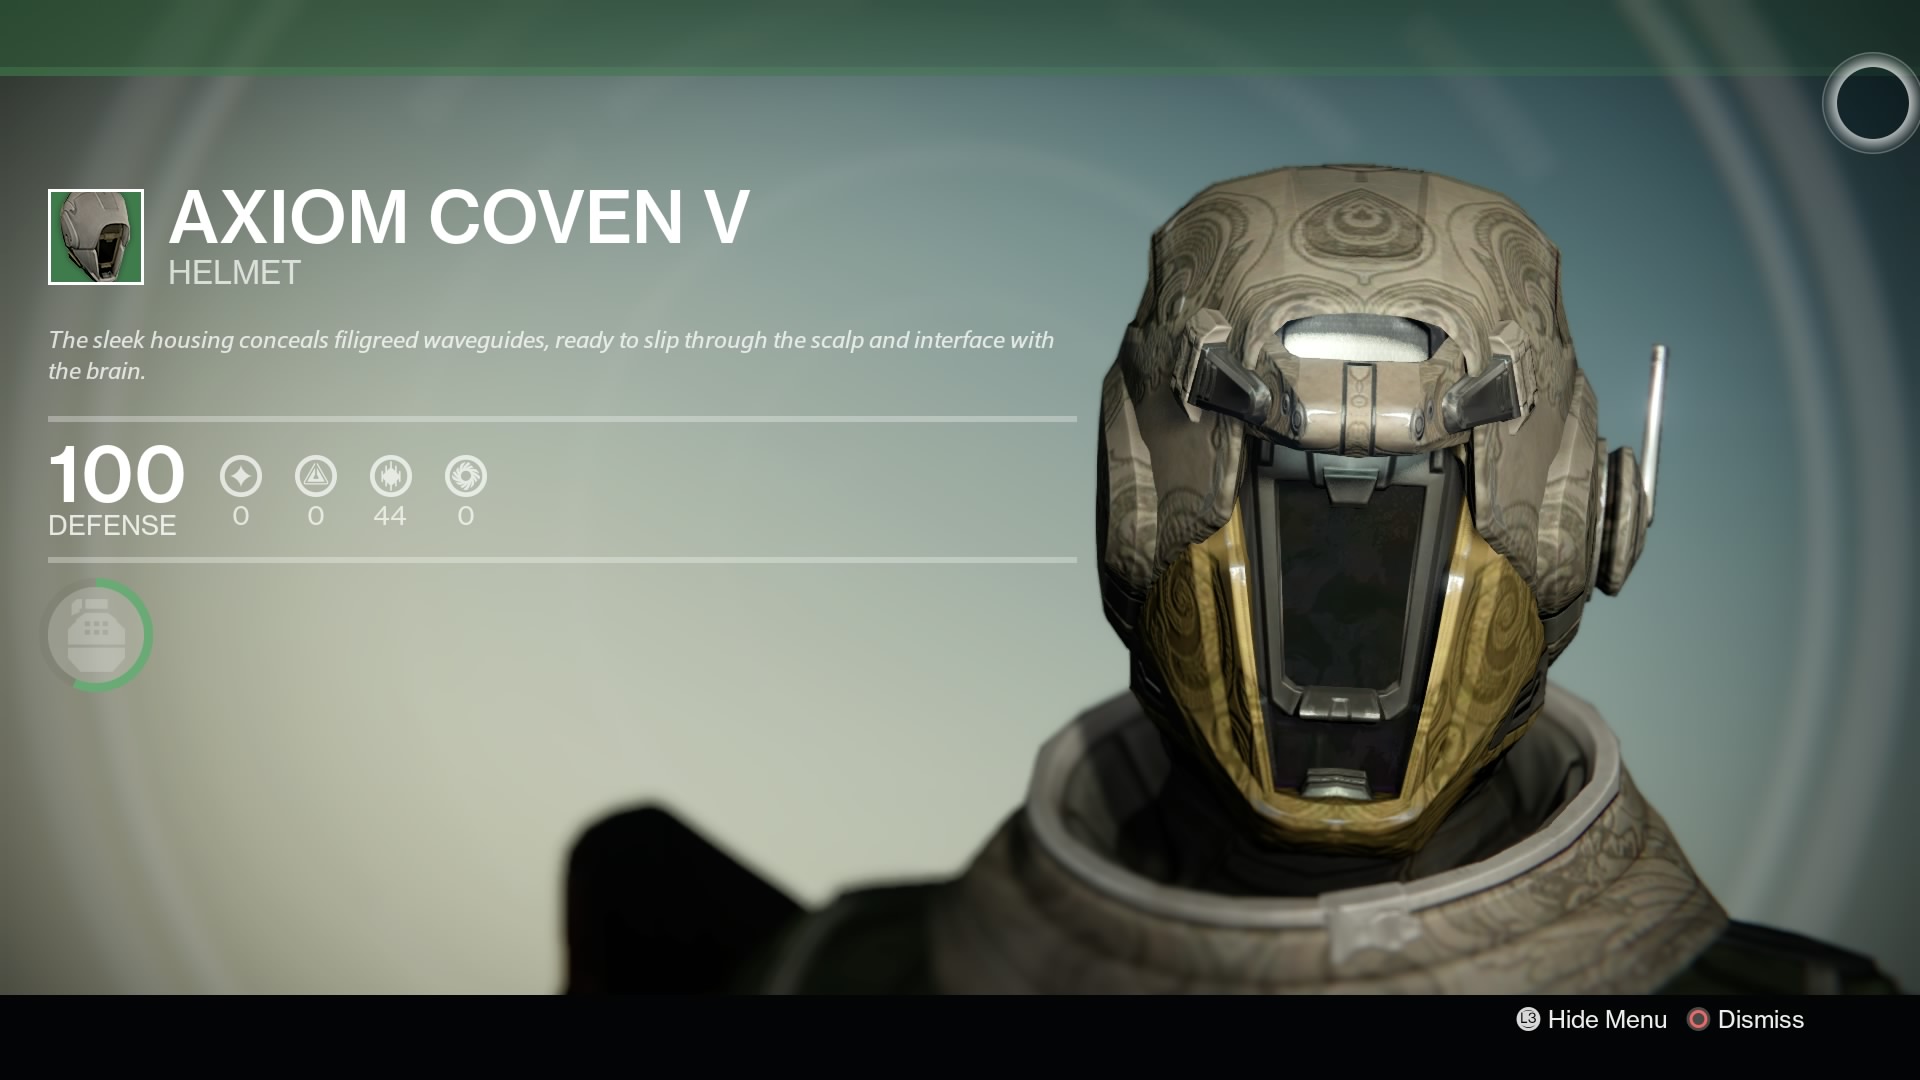 AXIOM COVEN V
HELMET
The sleek housing conceals filigreed waveguides, ready to slip through the scalp and interface with
the brain.
100
DEFENSE
0 0 44 0
L3 Hide Menu Dismiss